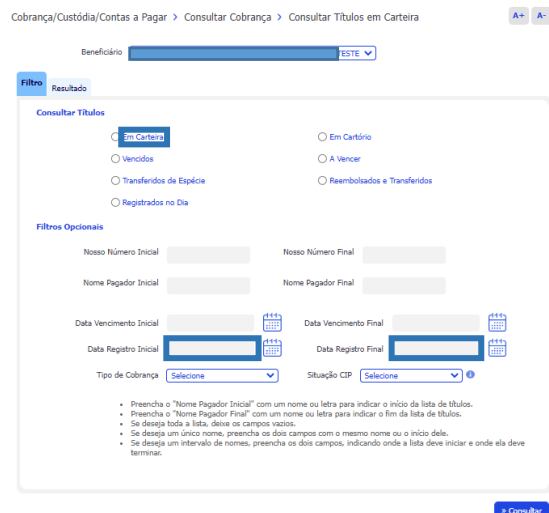 Cobrança/Custódia/Contas a Pagar > Consultar Cobrança > Consultar Títulos em Carteira A+ A-
Beneficiário TESTE
Filtro Resultado
Consultar Títulos
Em Carteira Em Cartório
Vencidos A Vencer
Transferidos de Espécie Reembolsados e Transferidos
Registrados no Dia
Filtros Opcionais
Nosso Número Inicial Nosso Número Final
Nome Pagador Inicial Nome Pagador Final
Data Vencimento Inicial Data Vencimento Final
Data Registro Inicial Data Registro Final
Tipo de Cobrança Selecione Situação CIP Selecione
• Preencha o "Nome Pagador Inicial" com um nome ou letra para indicar o início da lista de títulos.
• Preencha o "Nome Pagador Final" com um nome ou letra para indicar o fim da lista de títulos.
• Se deseja toda a lista, deixe os campos vazios.
• Se deseja um único nome, preencha os dois campos com o mesmo nome ou o início dele.
• Se deseja um intervalo de nomes, preencha os dois campos, indicando onde a lista deve iniciar e onde ela deve
terminar.
» Consultar